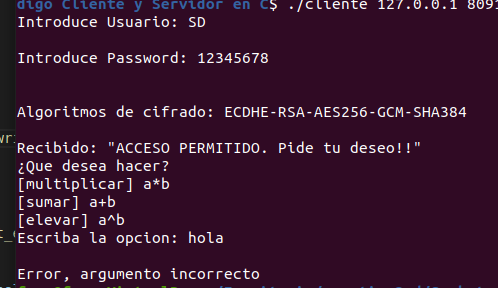 digo Cliente y Servidor en C$ ./cliente 127.0.0.1 8091
Introduce Usuario: SD
Introduce Password: 12345678
Algoritmos de cifrado: ECDHE-RSA-AES256-GCM-SHA384
Recibido: "ACCESO PERMITIDO. Pide tu deseo!!"
¿Que desea hacer?
[multiplicar] a*b
[sumar] a+b
[elevar] a^b
Escriba la opcion: hola
Error, argumento incorrecto